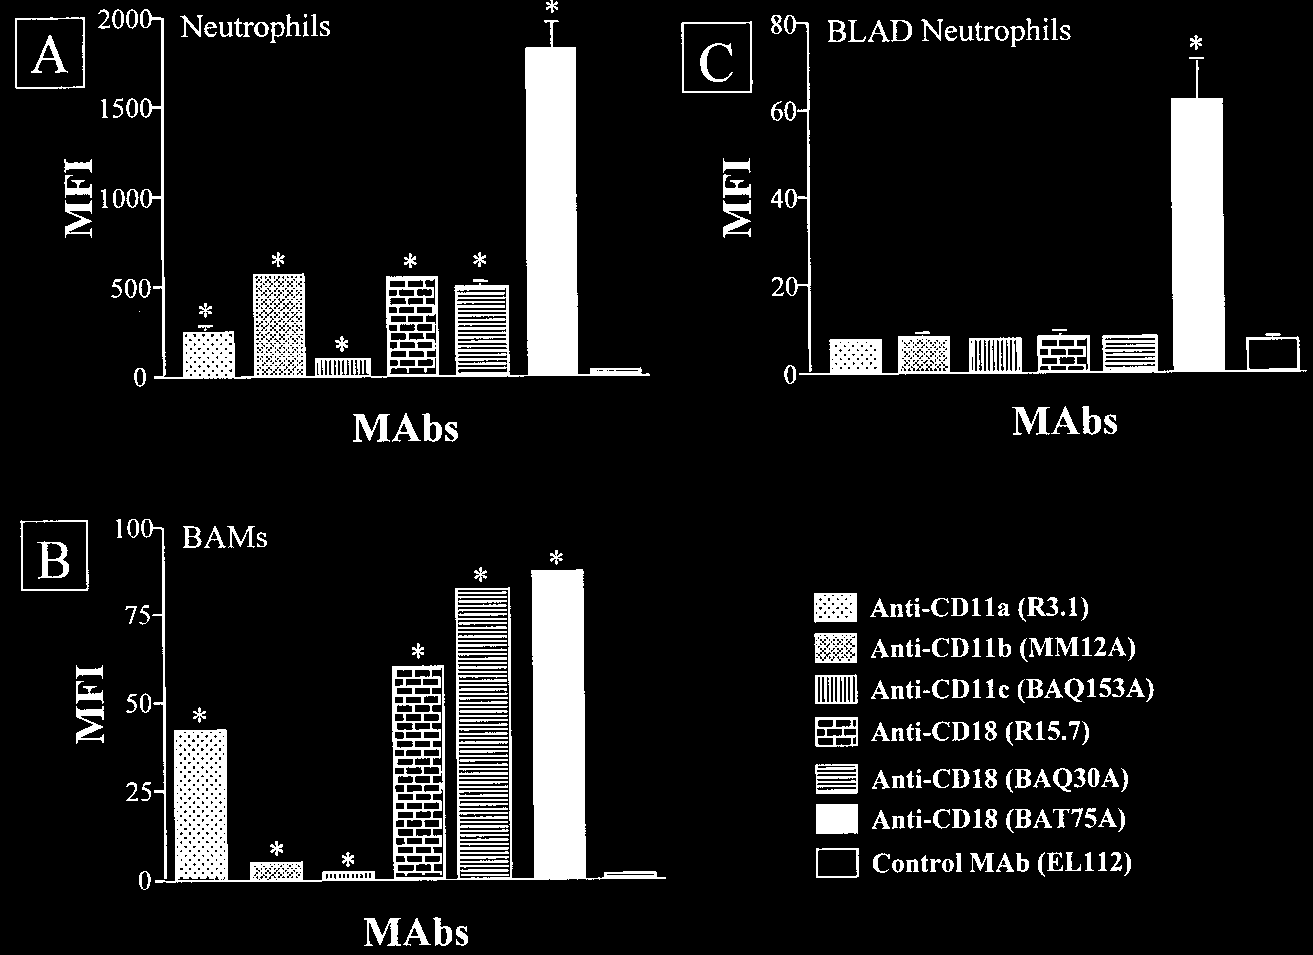 A
Neutrophils
2000
1500
1000
500
0
MFI
*
*
*
*
*
*
MAbs
C
BLAD Neutrophils
80
60
40
20
0
MFI
*
MAbs
B
BAMs
100
75
50
25
0
MFI
*
*
*
*
*
*
MAbs
Anti-CD11a (R3.1)
Anti-CD11b (MM12A)
Anti-CD11c (BAQ153A)
Anti-CD18 (R15.7)
Anti-CD18 (BAQ30A)
Anti-CD18 (BAT75A)
Control MAb (EL112)